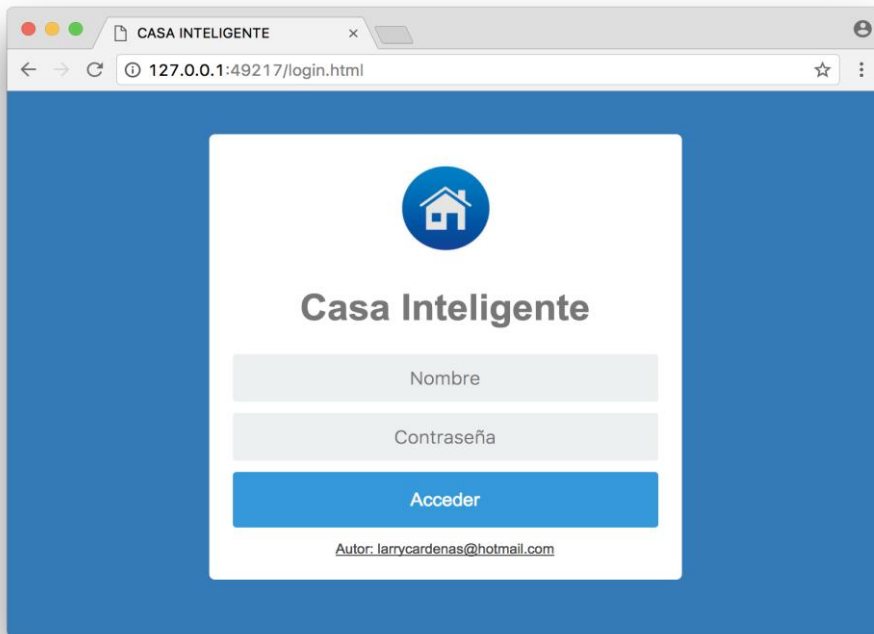 CASA INTELIGENTE
127.0.0.1:49217/login.html
Casa Inteligente
Nombre
Contraseña
Acceder
Autor: larrycardenas@hotmail.com